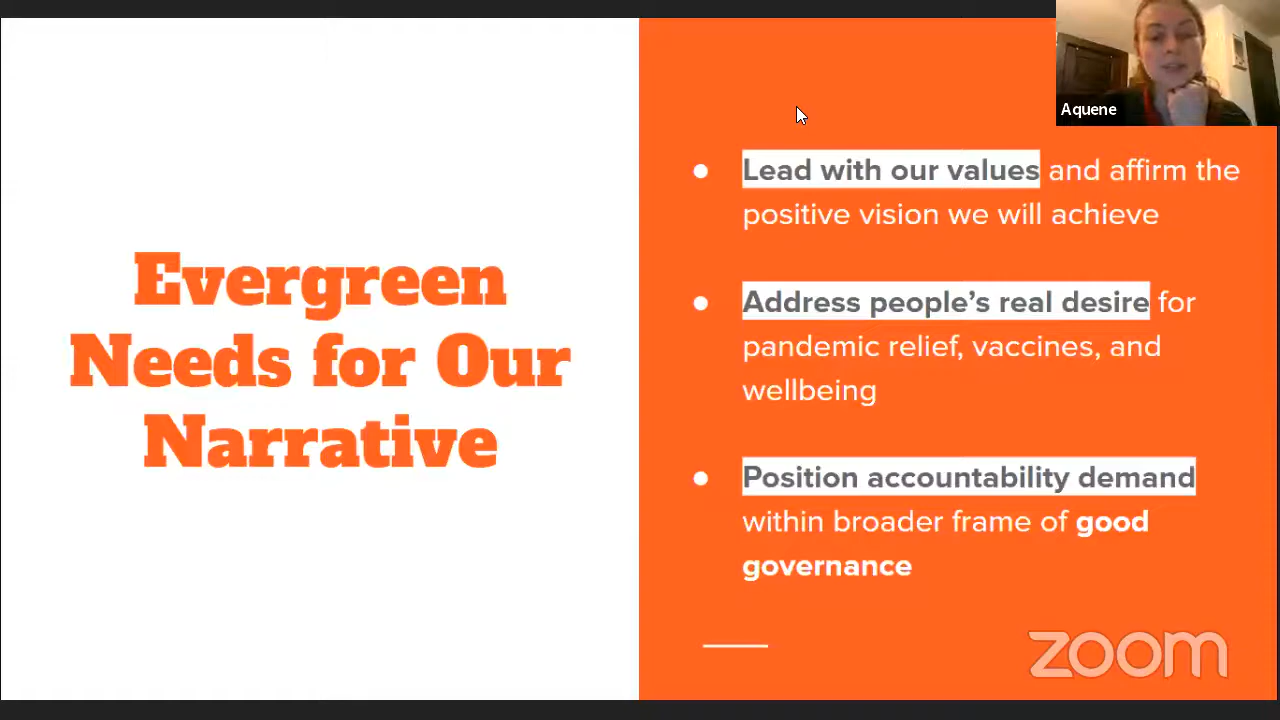 Evergreen
Needs for Our
Narrative
Aquene
● Lead with our values and affirm the
positive vision we will achieve
● Address people’s real desire for
pandemic relief, vaccines, and
wellbeing
● Position accountability demand
within broader frame of good
governance
zoom